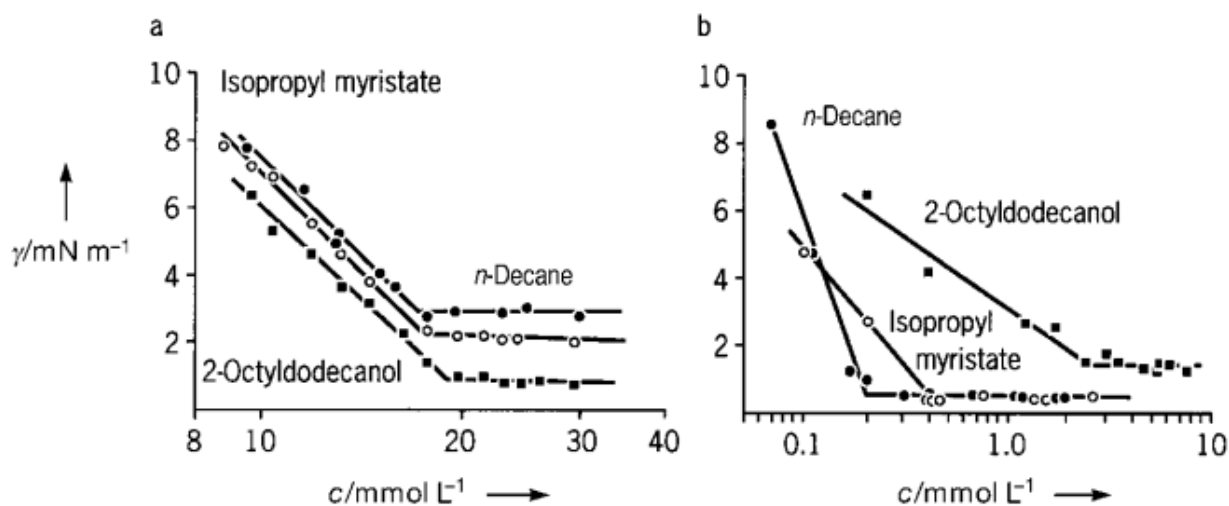 a
10
8
6
4
2
γ/mN m⁻¹
Isopropyl myristate
n-Decane
2-Octyldodecanol
8 10 20 30 40
c/mmol L⁻¹
b
10
8
6
4
2
n-Decane
2-Octyldodecanol
Isopropyl
myristate
0.1 1.0 10
c/mmol L⁻¹